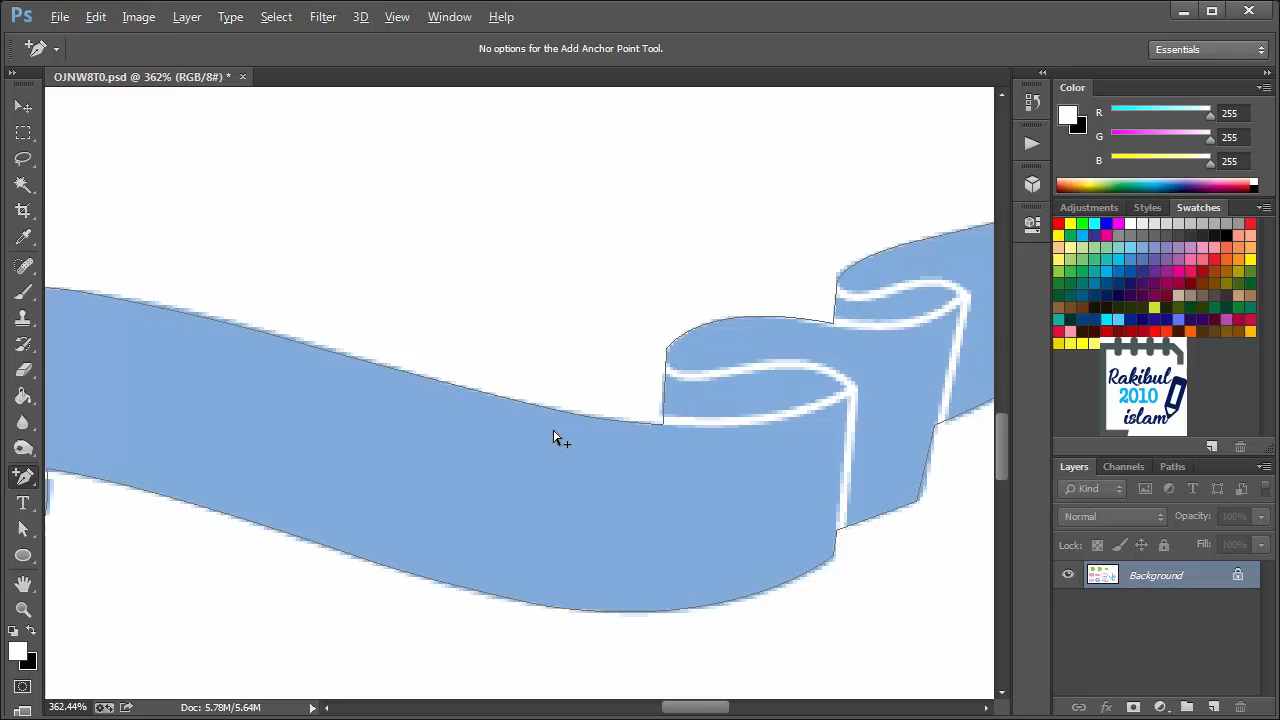 Ps File Edit Image Layer Type Select Filter 3D View Window Help
No options for the Add Anchor Point Tool.
Essentials
OJNW8T0.psd @ 362% (RGB/8#) *
Color
R 255
G 255
B 255
Adjustments Styles Swatches
Rakibul
2010
islam
Layers Channels Paths
Kind
Normal Opacity: 100%
Lock: Fill: 100%
Background
362.44% Doc: 5.78M/5.64M